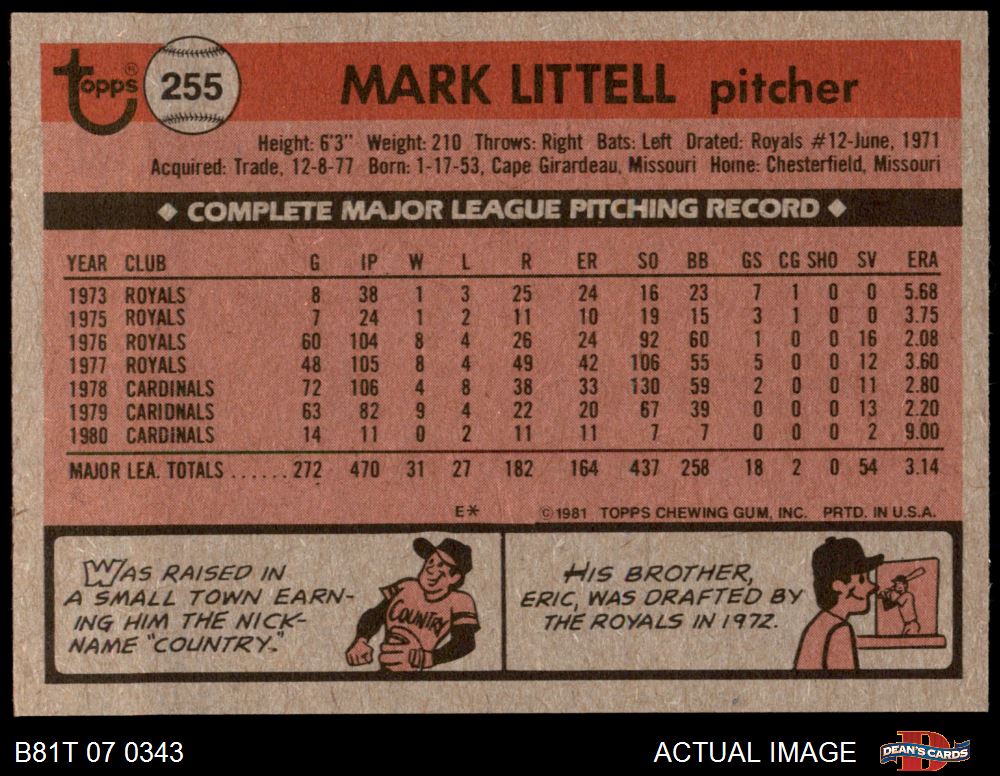 Topps®
255
MARK LITTELL pitcher
Height: 6'3" Weight: 210 Throws: Right Bats: Left Drated: Royals #12-June, 1971
Acquired: Trade, 12-8-77 Born: 1-17-53, Cape Girardeau, Missouri Home: Chesterfield, Missouri
◆ COMPLETE MAJOR LEAGUE PITCHING RECORD ◆
YEAR CLUB G IP W L R ER SO BB GS CG SHO SV ERA
1973 ROYALS 8 38 1 3 25 24 16 23 7 1 0 0 5.68
1975 ROYALS 7 24 1 2 11 10 19 15 3 1 0 0 3.75
1976 ROYALS 60 104 8 4 26 24 92 60 1 0 0 16 2.08
1977 ROYALS 48 105 8 4 49 42 106 55 5 0 0 12 3.60
1978 CARDINALS 72 106 4 8 38 33 130 59 2 0 0 11 2.80
1979 CARIDNALS 63 82 9 4 22 20 67 39 0 0 0 13 2.20
1980 CARDINALS 14 11 0 2 11 11 7 7 0 0 0 2 9.00
MAJOR LEA. TOTALS ...... 272 470 31 27 182 164 437 258 18 2 0 54 3.14
E* ©1981 TOPPS CHEWING GUM, INC. PRTD. IN U.S.A.
WAS RAISED IN
A SMALL TOWN EARN-
ING HIM THE NICK-
NAME "COUNTRY."
COUNTRY
HIS BROTHER,
ERIC, WAS DRAFTED BY
THE ROYALS IN 1972.
B81T 07 0343
ACTUAL IMAGE
DEAN'S CARDS